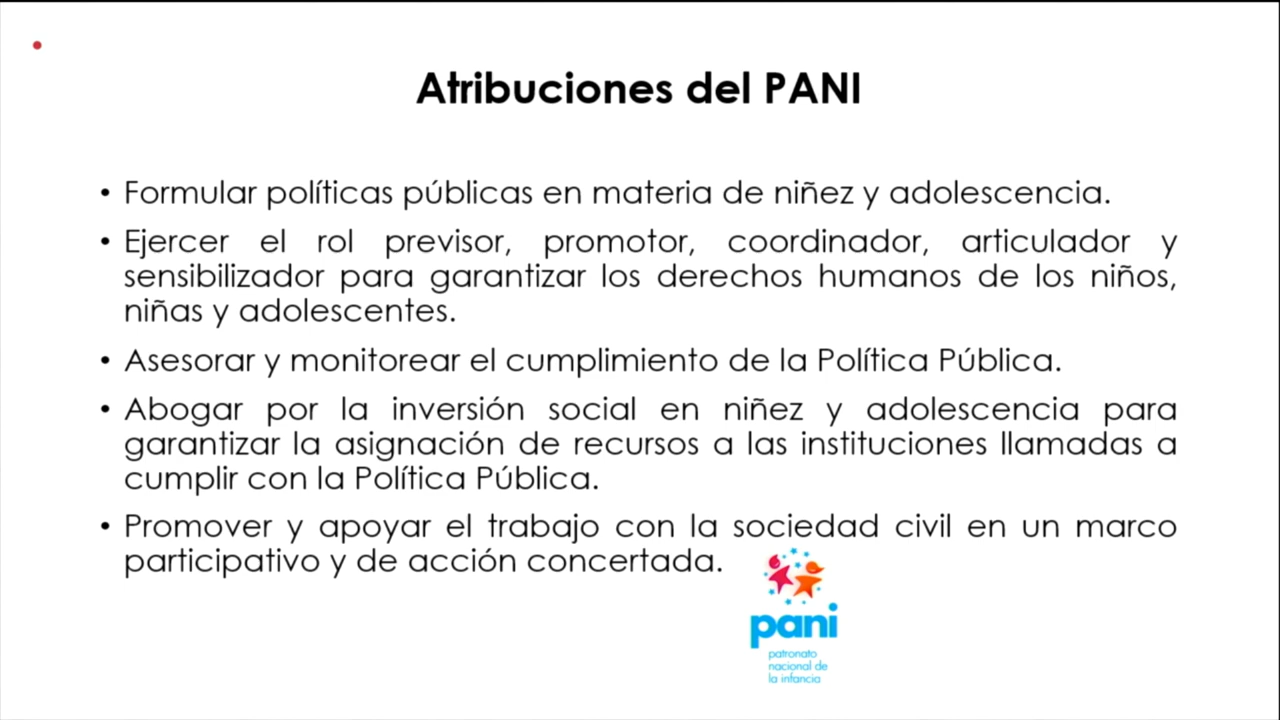 Atribuciones del PANI
• Formular políticas públicas en materia de niñez y adolescencia.
• Ejercer el rol previsor, promotor, coordinador, articulador y
sensibilizador para garantizar los derechos humanos de los niños,
niñas y adolescentes.
• Asesorar y monitorear el cumplimiento de la Política Pública.
• Abogar por la inversión social en niñez y adolescencia para
garantizar la asignación de recursos a las instituciones llamadas a
cumplir con la Política Pública.
• Promover y apoyar el trabajo con la sociedad civil en un marco
participativo y de acción concertada.
pani
patronato
nacional de
la infancia